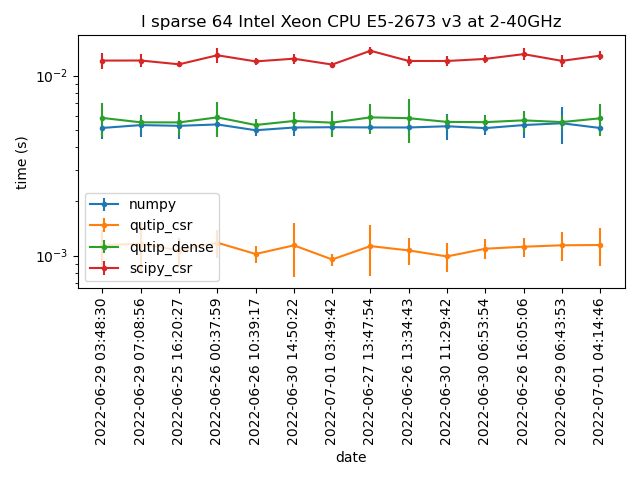 I sparse 64 Intel Xeon CPU E5-2673 v3 at 2-40GHz
time (s)
10⁻²
10⁻³
numpy
qutip_csr
qutip_dense
scipy_csr
2022-06-29 03:48:30
2022-06-29 07:08:56
2022-06-25 16:20:27
2022-06-26 00:37:59
2022-06-26 10:39:17
2022-06-30 14:50:22
2022-07-01 03:49:42
2022-06-27 13:47:54
2022-06-26 13:34:43
2022-06-30 11:29:42
2022-06-30 06:53:54
2022-06-26 16:05:06
2022-06-29 06:43:53
2022-07-01 04:14:46
date